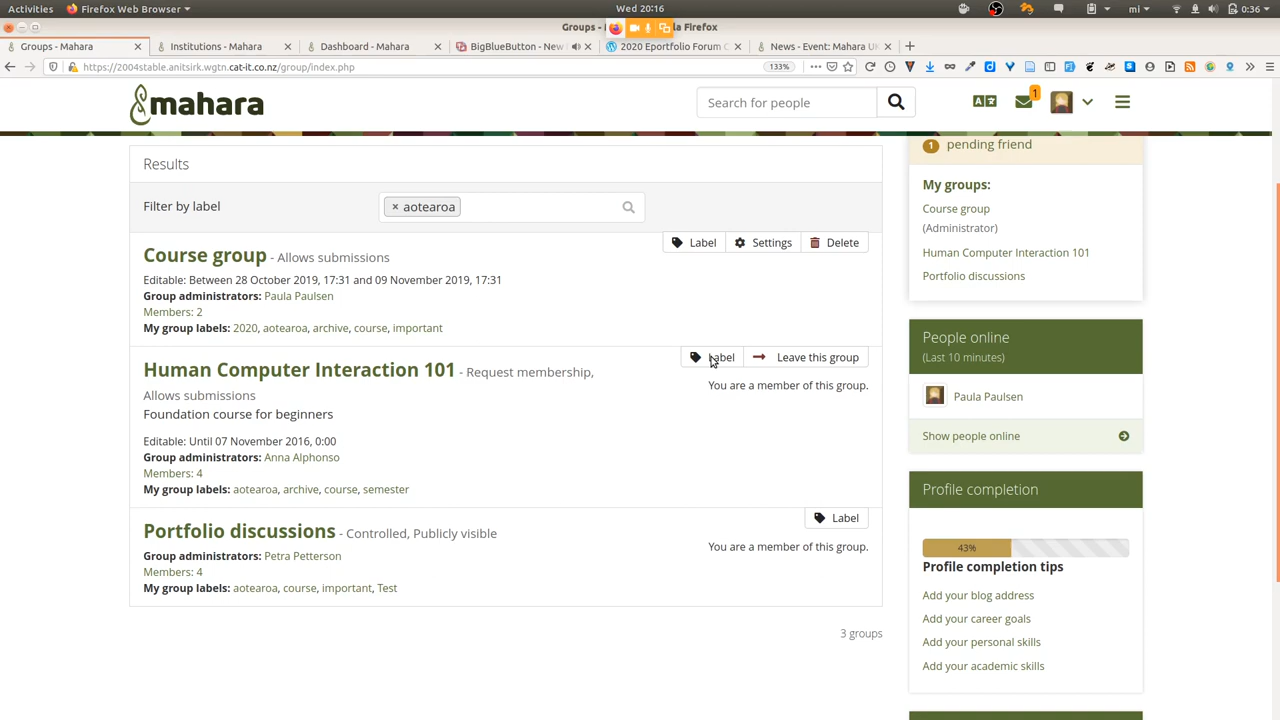 Activities
Firefox Web Browser
Wed 20:16
mi
0:36
Groups -
la Firefox
Groups - Mahara
Institutions - Mahara
Dashboard - Mahara
BigBlueButton - New
2020 Eportfolio Forum
News - Event: Mahara U
https://2004stable.anitsirk.wgtn.cat-it.co.nz/group/index.php
133%
mahara
Search for people
1
Results
Filter by label
× aotearoa
Label
Settings
Delete
Course group - Allows submissions
Editable: Between 28 October 2019, 17:31 and 09 November 2019, 17:31
Group administrators: Paula Paulsen
Members: 2
My group labels: 2020, aotearoa, archive, course, important
Label
Leave this group
Human Computer Interaction 101 - Request membership,
Allows submissions
You are a member of this group.
Foundation course for beginners
Editable: Until 07 November 2016, 0:00
Group administrators: Anna Alphonso
Members: 4
My group labels: aotearoa, archive, course, semester
Label
Portfolio discussions - Controlled, Publicly visible
You are a member of this group.
Group administrators: Petra Petterson
Members: 4
My group labels: aotearoa, course, important, Test
3 groups
1 pending friend
My groups:
Course group
(Administrator)
Human Computer Interaction 101
Portfolio discussions
People online
(Last 10 minutes)
Paula Paulsen
Show people online
Profile completion
43%
Profile completion tips
Add your blog address
Add your career goals
Add your personal skills
Add your academic skills